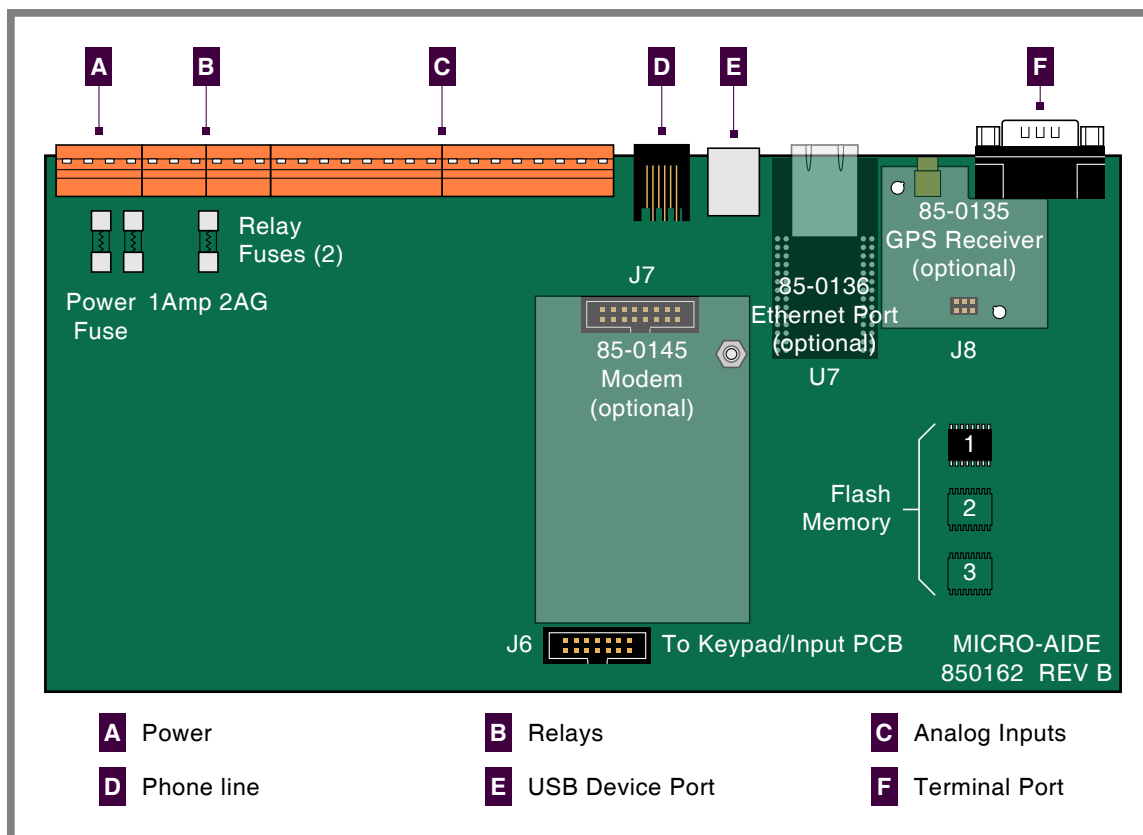 A B C D E F
Relay
Fuses (2)
Power 1Amp 2AG
Fuse
J7
85-0145
Modem
(optional)
85-0136
Ethernet Port
(optional)
U7
85-0135
GPS Receiver
(optional)
J8
Flash
Memory
1
2
3
J6 To Keypad/Input PCB
MICRO-AIDE
850162 REV B
A Power
B Relays
C Analog Inputs
D Phone line
E USB Device Port
F Terminal Port